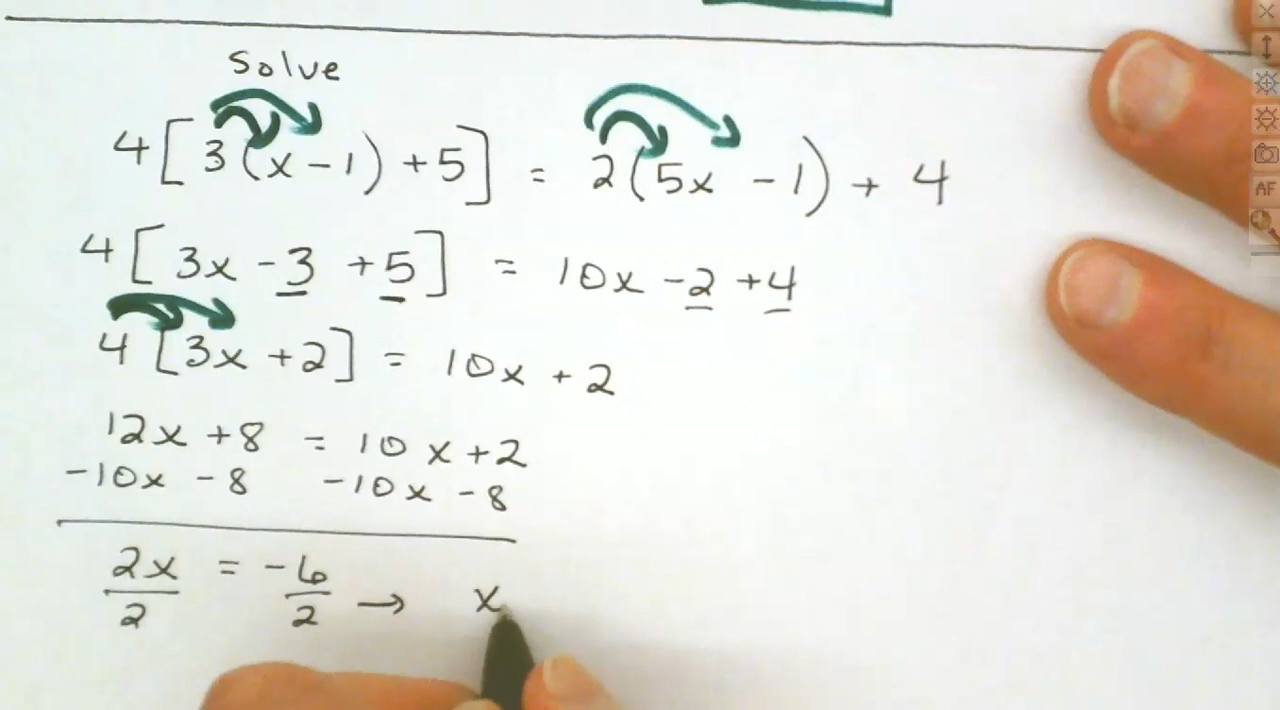 Solve
4[3(x-1)+5] = 2(5x-1)+4
4[3x-3+5] = 10x-2+4
4[3x+2] = 10x+2
12x+8 = 10x+2
-10x-8 -10x-8
2x = -6 → x
2 2
AF